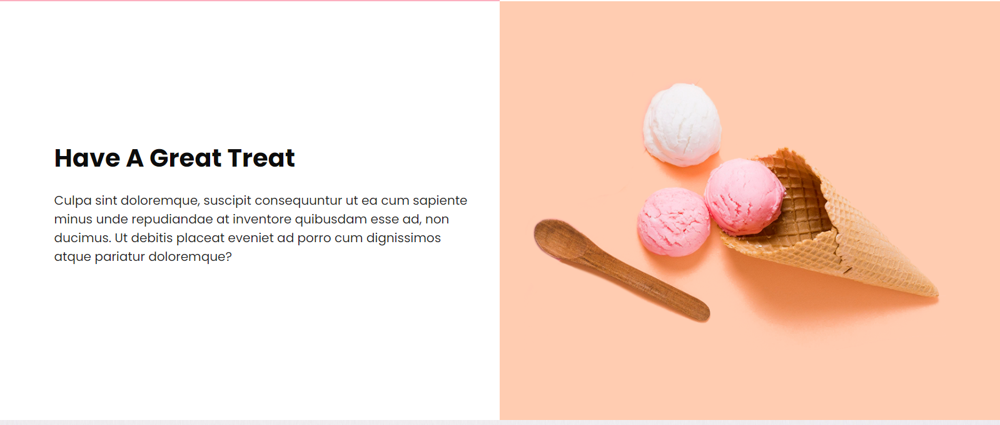 Have A Great Treat
Culpa sint doloremque, suscipit consequuntur ut ea cum sapiente
minus unde repudiandae at inventore quibusdam esse ad, non
ducimus. Ut debitis placeat eveniet ad porro cum dignissimos
atque pariatur doloremque?